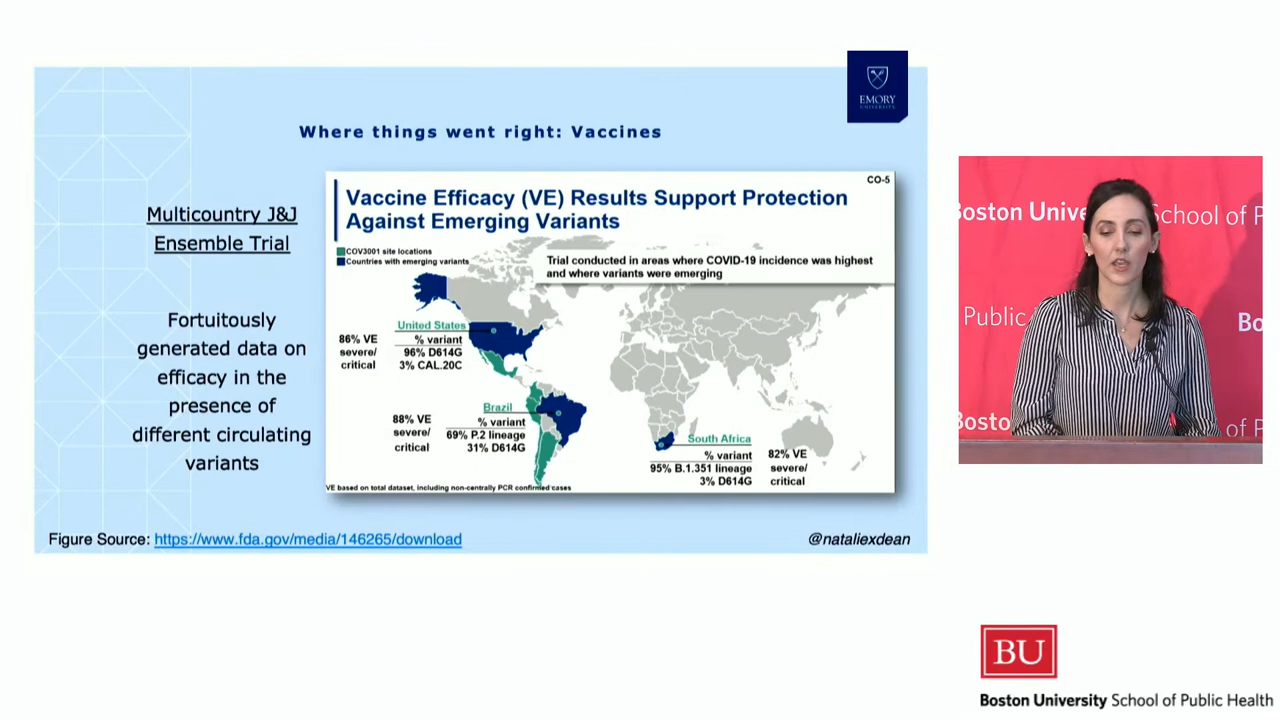 EMORY
UNIVERSITY
Where things went right: Vaccines
CO-5
Multicountry J&J
Ensemble Trial
Fortuitously
generated data on
efficacy in the
presence of
different circulating
variants
Vaccine Efficacy (VE) Results Support Protection
Against Emerging Variants
COV3001 site locations
Countries with emerging variants
Trial conducted in areas where COVID-19 incidence was highest
and where variants were emerging
United States
% variant
96% D614G
3% CAL.20C
86% VE
severe/
critical
Brazil
% variant
69% P.2 lineage
31% D614G
88% VE
severe/
critical
South Africa
% variant
95% B.1.351 lineage
3% D614G
82% VE
severe/
critical
VE based on total dataset, including non-centrally PCR confirmed cases
Figure Source: https://www.fda.gov/media/146265/download
@nataliexdean
Boston Unive School of P
Public
Bo
Boston
of P
BU
Boston University School of Public Health